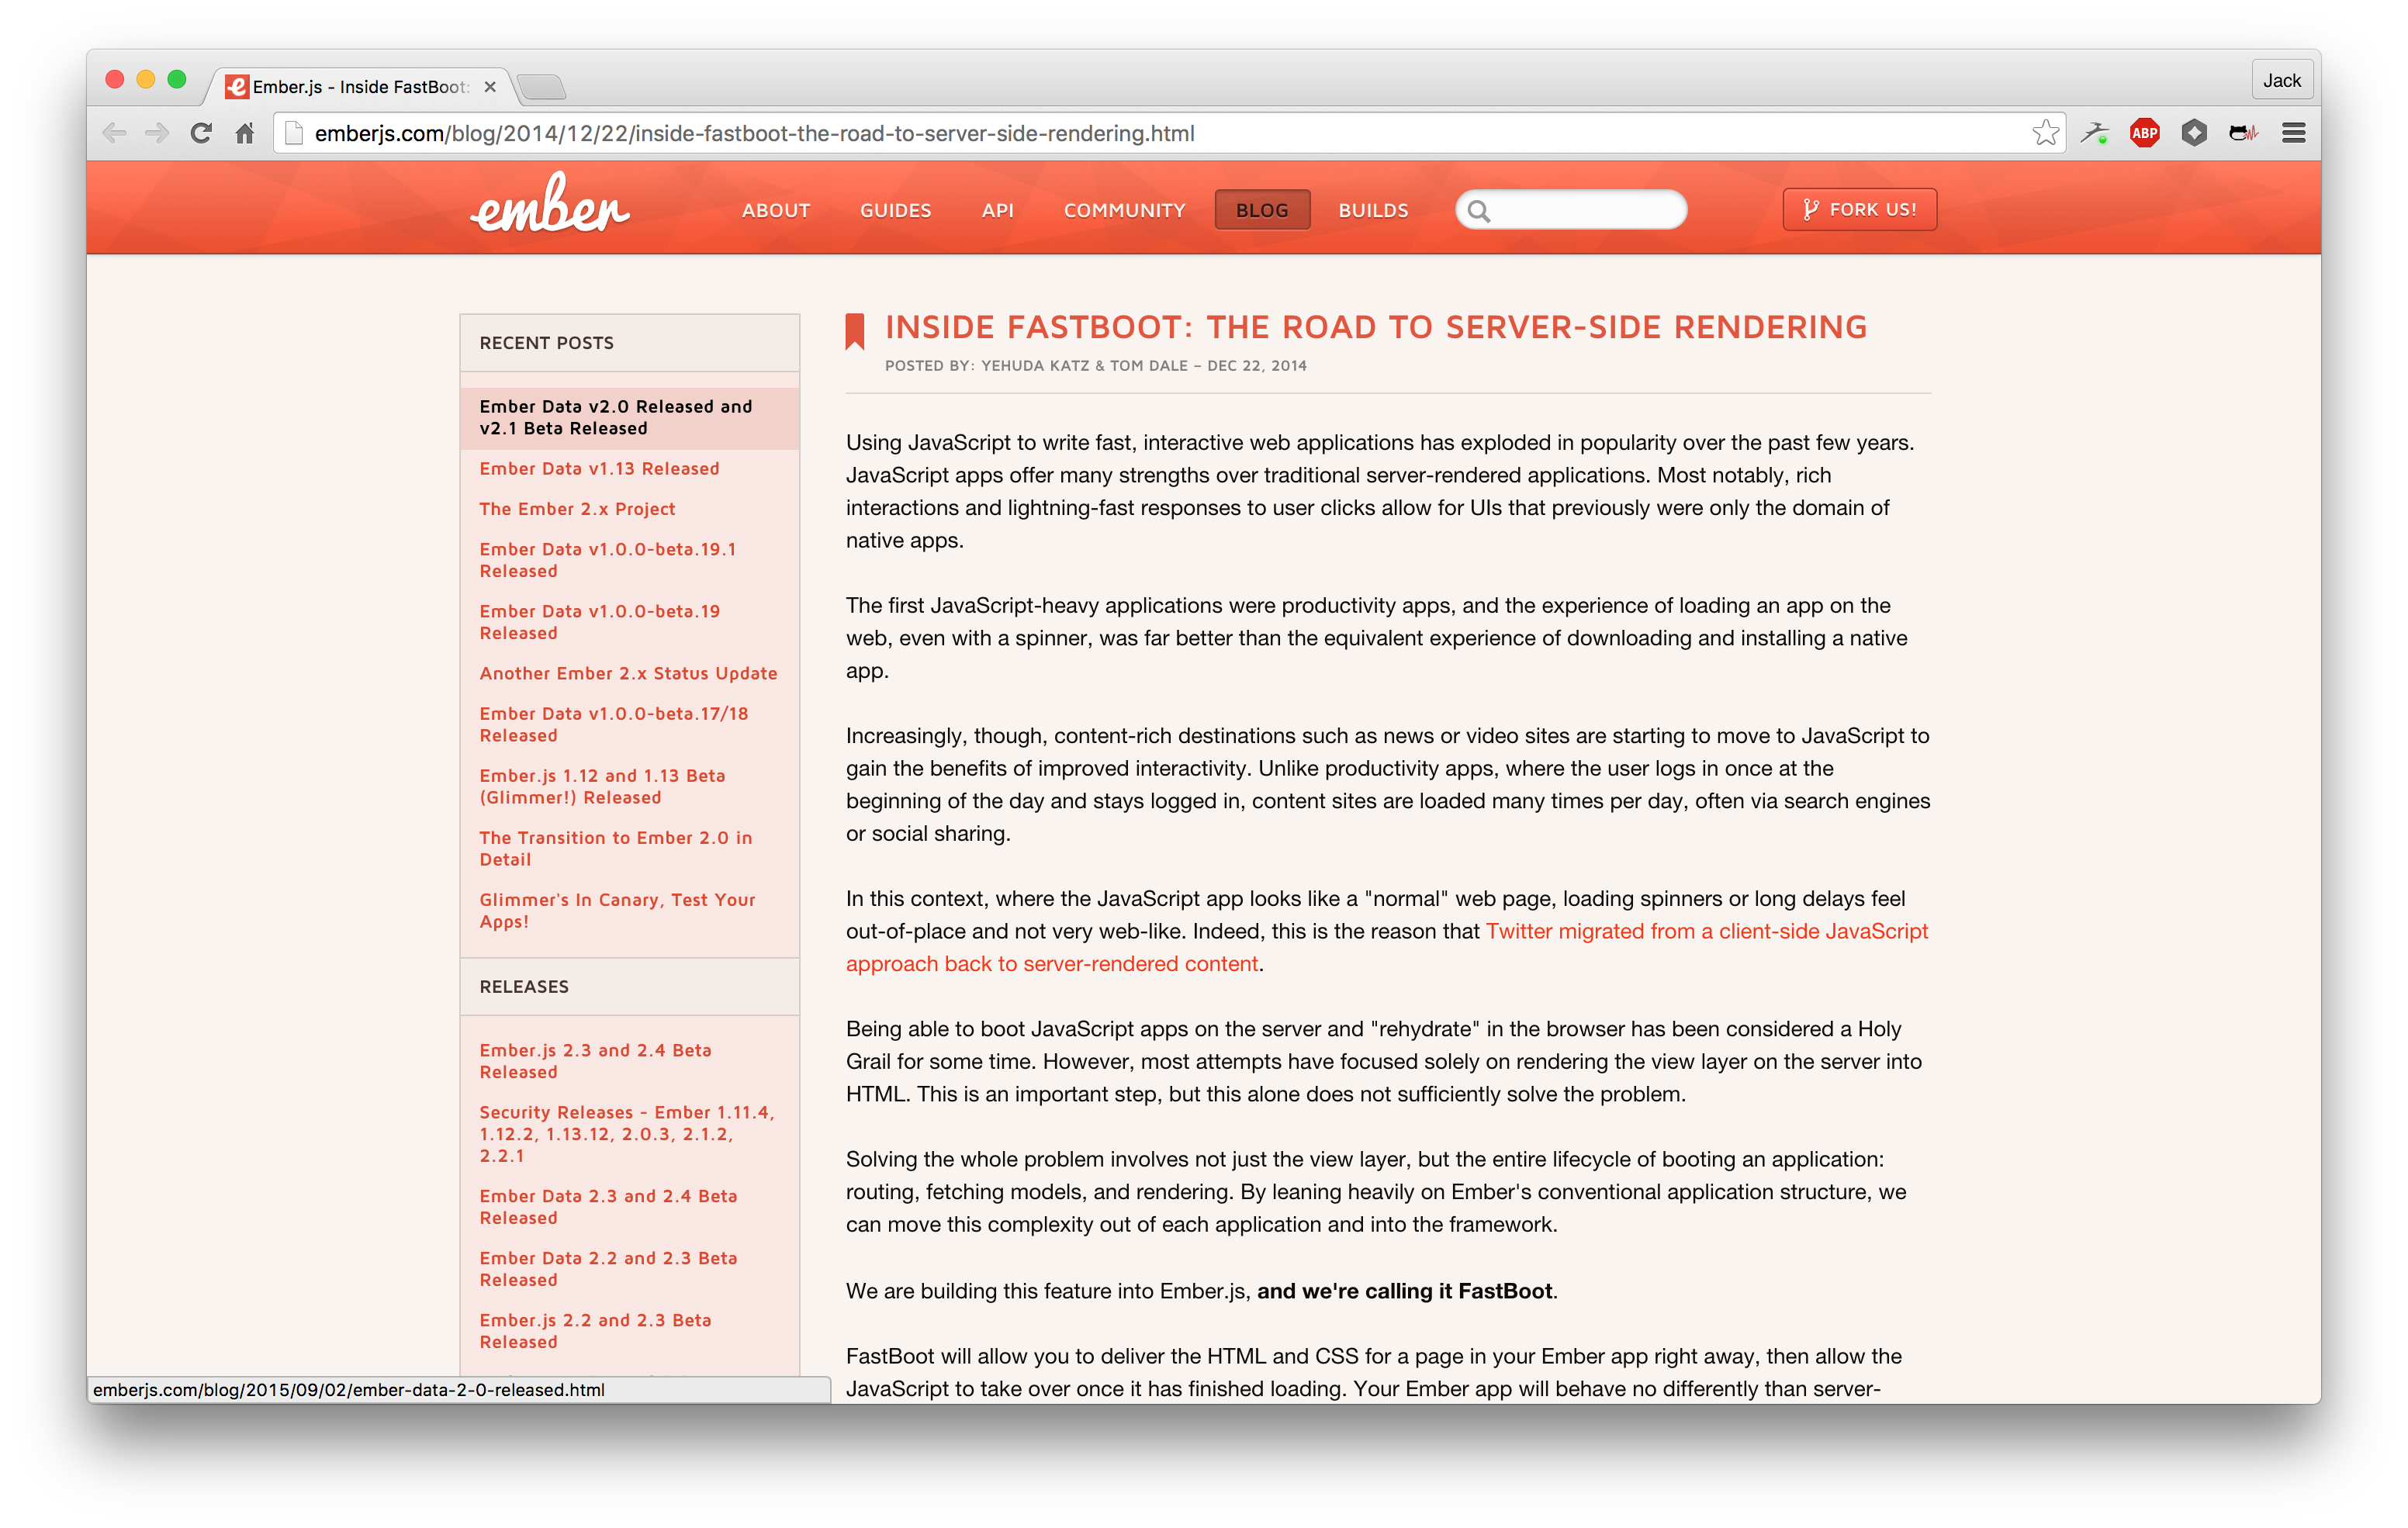 Ember.js - Inside FastBoot:
Jack
emberjs.com/blog/2014/12/22/inside-fastboot-the-road-to-server-side-rendering.html
ABP
ember
ABOUT
GUIDES
API
COMMUNITY
BLOG
BUILDS
FORK US!
RECENT POSTS
Ember Data v2.0 Released and
v2.1 Beta Released
Ember Data v1.13 Released
The Ember 2.x Project
Ember Data v1.0.0-beta.19.1
Released
Ember Data v1.0.0-beta.19
Released
Another Ember 2.x Status Update
Ember Data v1.0.0-beta.17/18
Released
Ember.js 1.12 and 1.13 Beta
(Glimmer!) Released
The Transition to Ember 2.0 in
Detail
Glimmer's In Canary, Test Your
Apps!
RELEASES
Ember.js 2.3 and 2.4 Beta
Released
Security Releases - Ember 1.11.4,
1.12.2, 1.13.12, 2.0.3, 2.1.2,
2.2.1
Ember Data 2.3 and 2.4 Beta
Released
Ember Data 2.2 and 2.3 Beta
Released
Ember.js 2.2 and 2.3 Beta
Released
INSIDE FASTBOOT: THE ROAD TO SERVER-SIDE RENDERING
POSTED BY: YEHUDA KATZ & TOM DALE – DEC 22, 2014
Using JavaScript to write fast, interactive web applications has exploded in popularity over the past few years.
JavaScript apps offer many strengths over traditional server-rendered applications. Most notably, rich
interactions and lightning-fast responses to user clicks allow for UIs that previously were only the domain of
native apps.
The first JavaScript-heavy applications were productivity apps, and the experience of loading an app on the
web, even with a spinner, was far better than the equivalent experience of downloading and installing a native
app.
Increasingly, though, content-rich destinations such as news or video sites are starting to move to JavaScript to
gain the benefits of improved interactivity. Unlike productivity apps, where the user logs in once at the
beginning of the day and stays logged in, content sites are loaded many times per day, often via search engines
or social sharing.
In this context, where the JavaScript app looks like a "normal" web page, loading spinners or long delays feel
out-of-place and not very web-like. Indeed, this is the reason that Twitter migrated from a client-side JavaScript
approach back to server-rendered content.
Being able to boot JavaScript apps on the server and "rehydrate" in the browser has been considered a Holy
Grail for some time. However, most attempts have focused solely on rendering the view layer on the server into
HTML. This is an important step, but this alone does not sufficiently solve the problem.
Solving the whole problem involves not just the view layer, but the entire lifecycle of booting an application:
routing, fetching models, and rendering. By leaning heavily on Ember's conventional application structure, we
can move this complexity out of each application and into the framework.
We are building this feature into Ember.js, and we're calling it FastBoot.
FastBoot will allow you to deliver the HTML and CSS for a page in your Ember app right away, then allow the
JavaScript to take over once it has finished loading. Your Ember app will behave no differently than server-
emberjs.com/blog/2015/09/02/ember-data-2-0-released.html